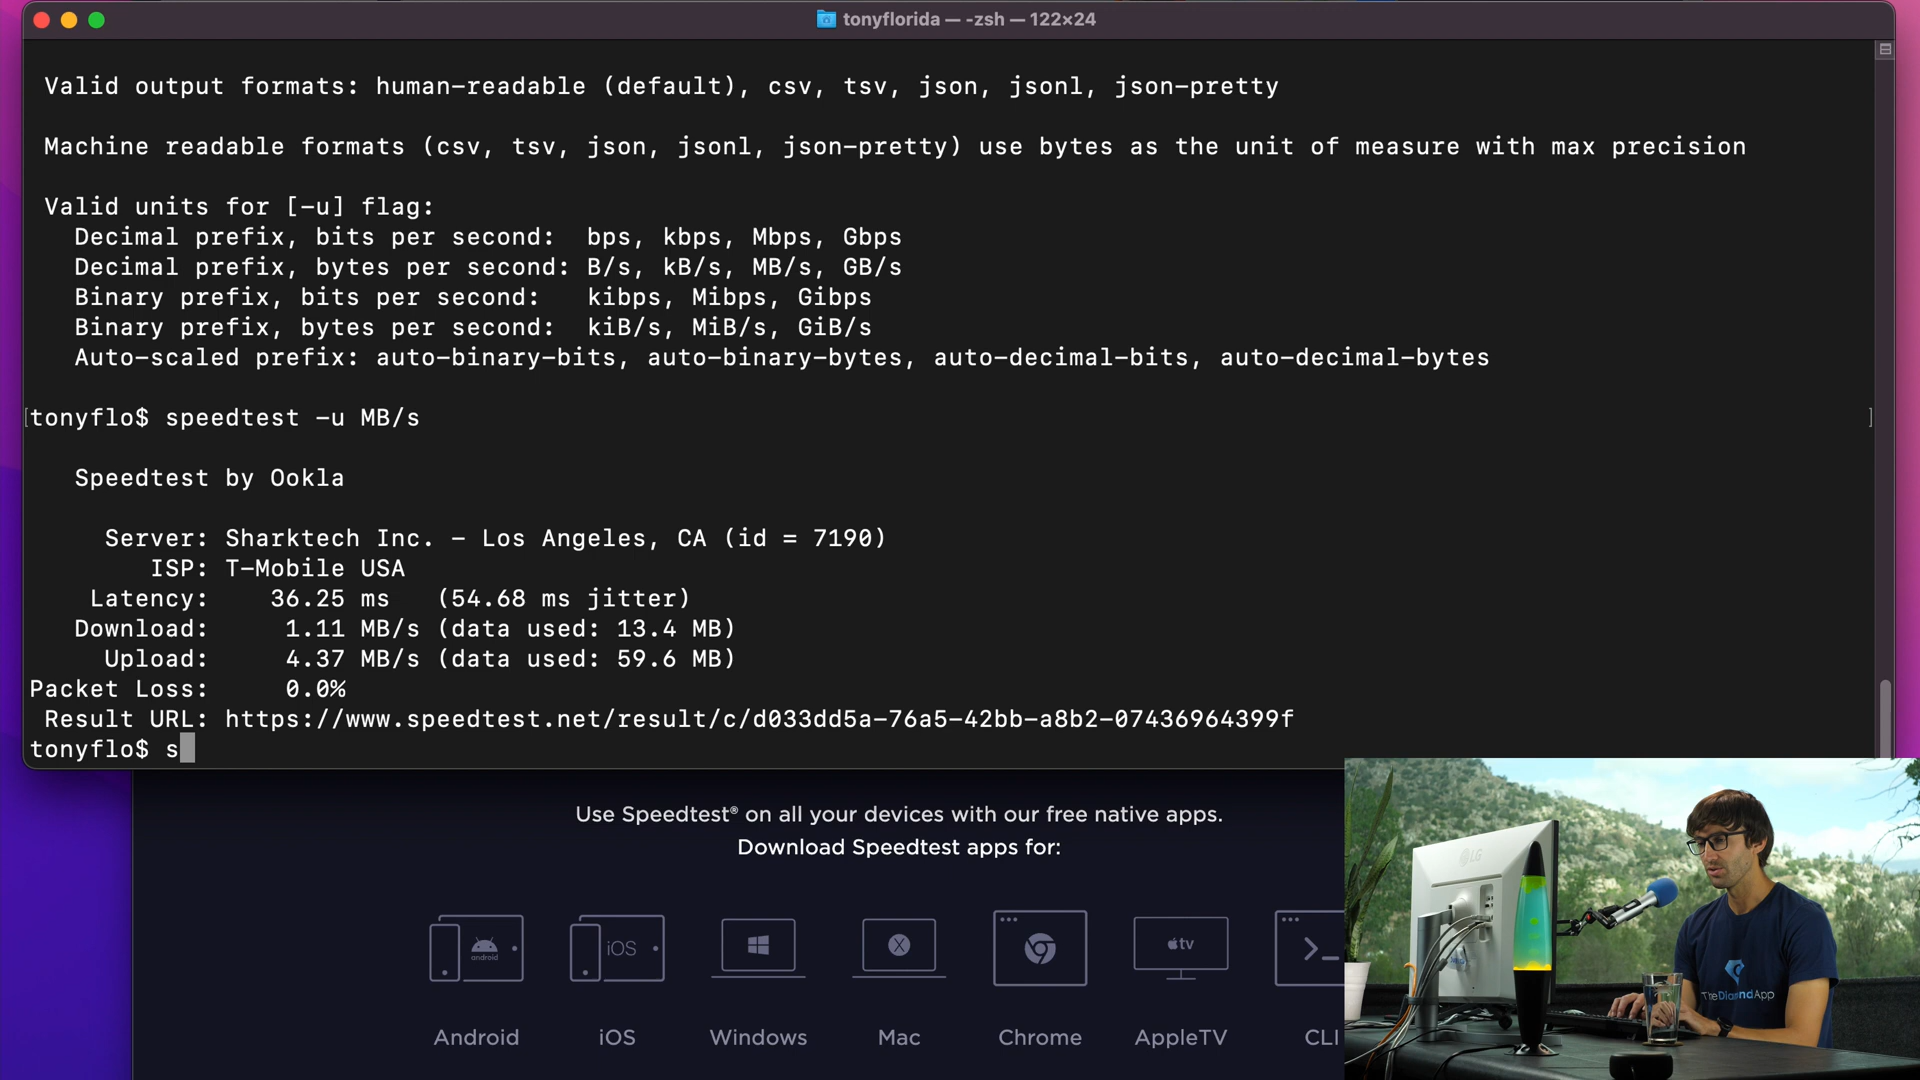 tonyflorida — -zsh — 122×24
Valid output formats: human-readable (default), csv, tsv, json, jsonl, json-pretty
Machine readable formats (csv, tsv, json, jsonl, json-pretty) use bytes as the unit of measure with max precision
Valid units for [-u] flag:
Decimal prefix, bits per second:  bps, kbps, Mbps, Gbps
Decimal prefix, bytes per second: B/s, kB/s, MB/s, GB/s
Binary prefix, bits per second:   kibps, Mibps, Gibps
Binary prefix, bytes per second:  kiB/s, MiB/s, GiB/s
Auto-scaled prefix: auto-binary-bits, auto-binary-bytes, auto-decimal-bits, auto-decimal-bytes
[tonyflo$ speedtest -u MB/s ]
Speedtest by Ookla
Server: Sharktech Inc. - Los Angeles, CA (id = 7190)
ISP: T-Mobile USA
Latency:    36.25 ms   (54.68 ms jitter)
Download:     1.11 MB/s (data used: 13.4 MB)
Upload:     4.37 MB/s (data used: 59.6 MB)
Packet Loss:     0.0%
Result URL: https://www.speedtest.net/result/c/d033dd5a-76a5-42bb-a8b2-07436964399f
tonyflo$ s
Use Speedtest® on all your devices with our free native apps.
Download Speedtest apps for:
android
iOS
X
tv
>_
Android
iOS
Windows
Mac
Chrome
AppleTV
CLI
LG
TheDiamondApp